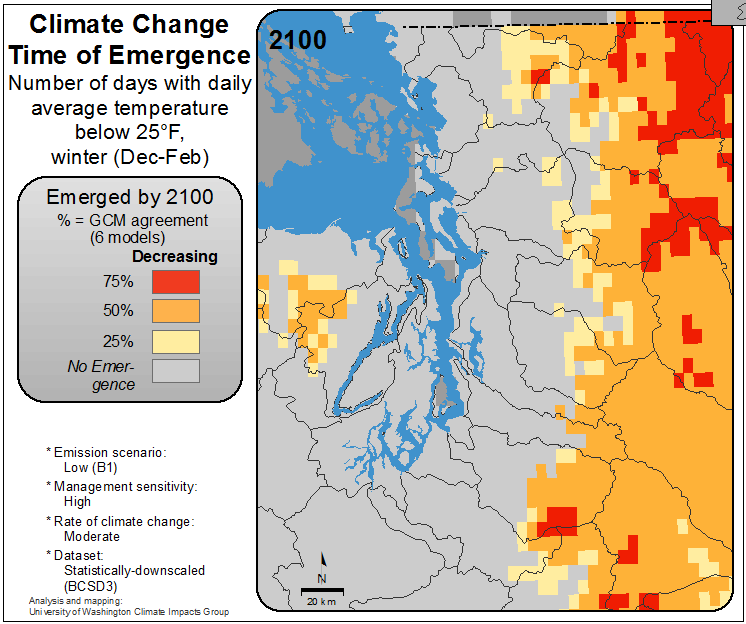 Climate Change
Time of Emergence
Number of days with daily
average temperature
below 25°F,
winter (Dec-Feb)
2100
Emerged by 2100
% = GCM agreement
(6 models)
Decreasing
75%
50%
25%
No Emer-
gence
* Emission scenario:
Low (B1)
* Management sensitivity:
High
* Rate of climate change:
Moderate
* Dataset:
Statistically-downscaled
(BCSD3)
Analysis and mapping:
University of Washington Climate Impacts Group
N
20 km